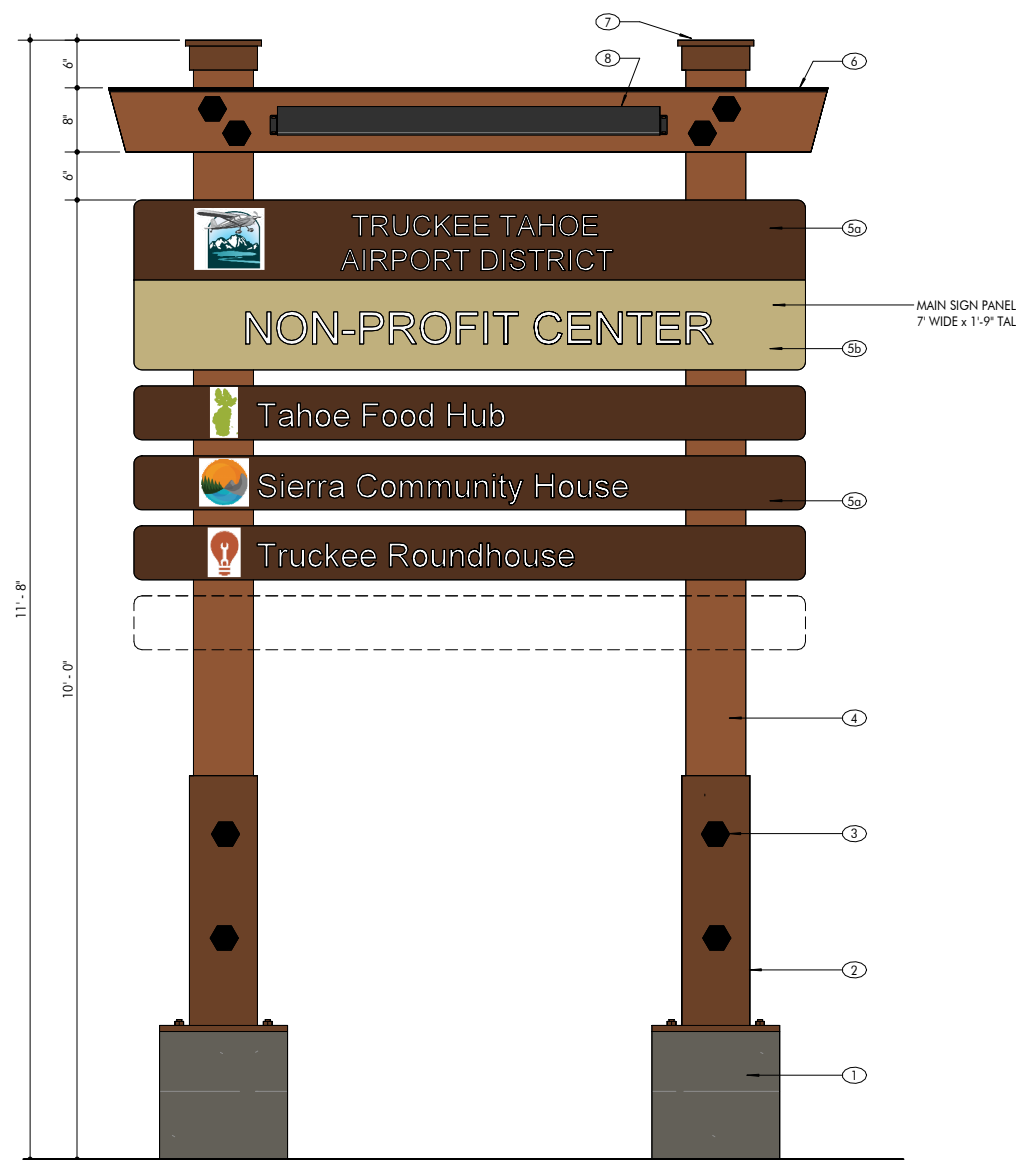 7
8
6
6"
8"
6"
TRUCKEE TAHOE
AIRPORT DISTRICT
5a
MAIN SIGN PANEL
7' WIDE x 1'-9" TAL
NON-PROFIT CENTER
5b
Tahoe Food Hub
Sierra Community House
5a
Truckee Roundhouse
11' - 8"
10' - 0"
4
3
2
1